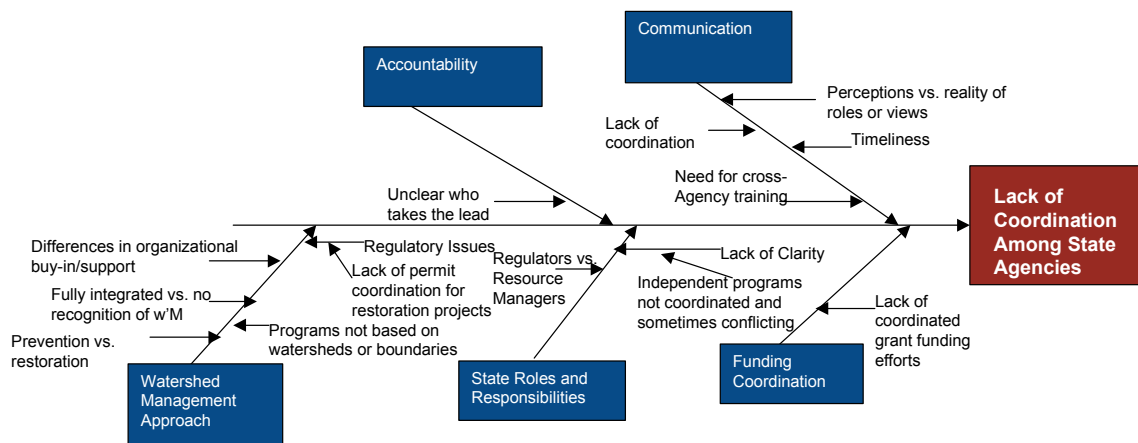 Communication
Accountability
Perceptions vs. reality of
roles or views
Lack of
coordination
Timeliness
Need for cross-
Agency training
Unclear who
takes the lead
Lack of
Coordination
Among State
Agencies
Differences in organizational
buy-in/support
Regulatory Issues
Lack of permit
coordination for
restoration projects
Fully integrated vs. no
recognition of w’M
Prevention vs.
restoration
Programs not based on
watersheds or boundaries
Watershed
Management
Approach
Regulators vs.
Resource
Managers
Lack of Clarity
Independent programs
not coordinated and
sometimes conflicting
State Roles and
Responsibilities
Lack of
coordinated
grant funding
efforts
Funding
Coordination